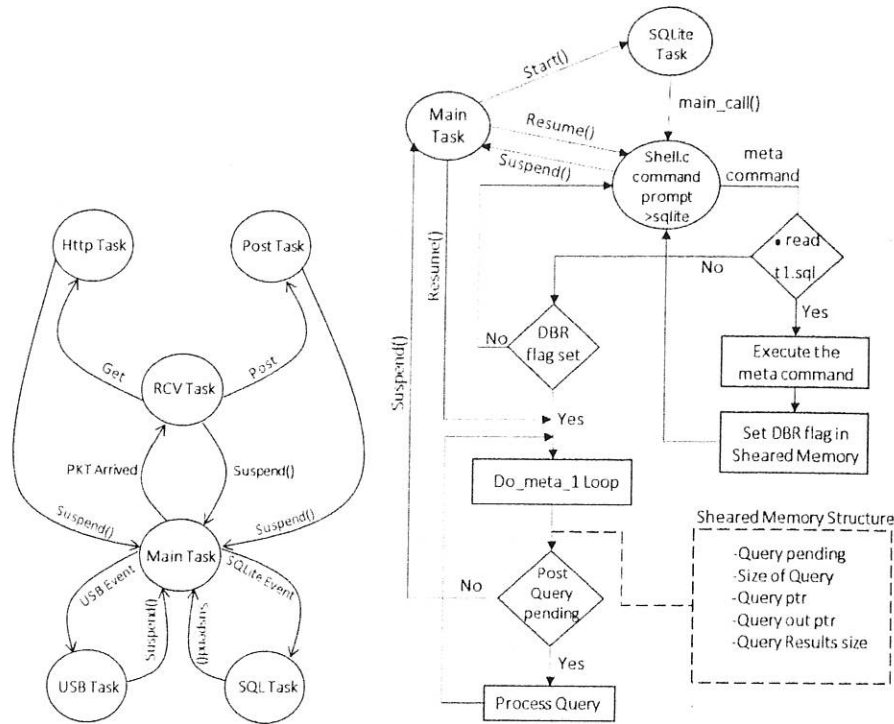 SQLite
Task
Start()
main_call()
Main
Task
Resume()
Suspend()
Shell.c
command
prompt
>sqlite
meta
command
• read
t1.sql
No
Yes
Execute the
meta command
Set DBR flag in
Sheared Memory
DBR
flag set
No
Yes
Resume()
Suspend()
Do_meta_1 Loop
Post
Query
pending
No
Yes
Process Query
Sheared Memory Structure
-Query pending
-Size of Query
-Query ptr
-Query out ptr
-Query Results size
Http Task
Post Task
Get
Post
RCV Task
PKT Arrived
Suspend()
Suspend()
Suspend()
Main Task
USB Event
SQLite Event
Suspend()
Suspend()
USB Task
SQL Task